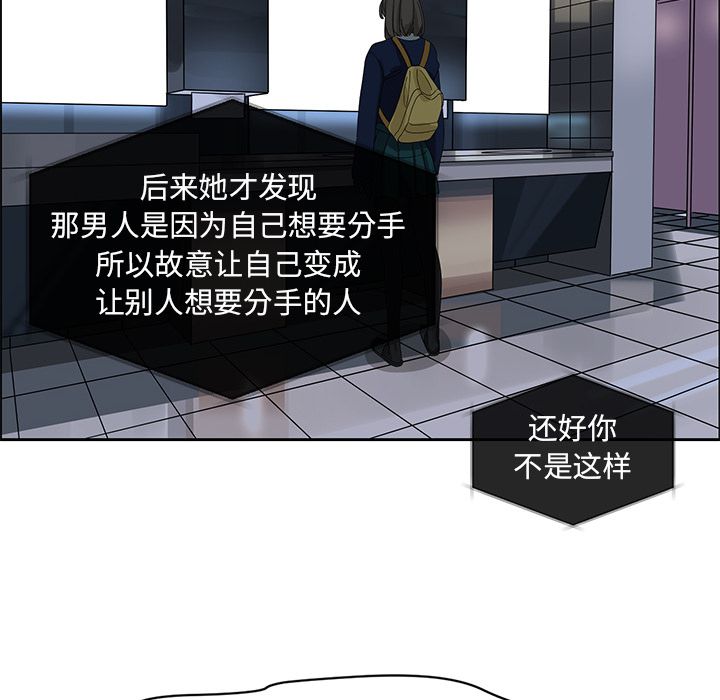 后来她才发现
那男人是因为自己想要分手
所以故意让自己变成
让别人想要分手的人
还好你
不是这样